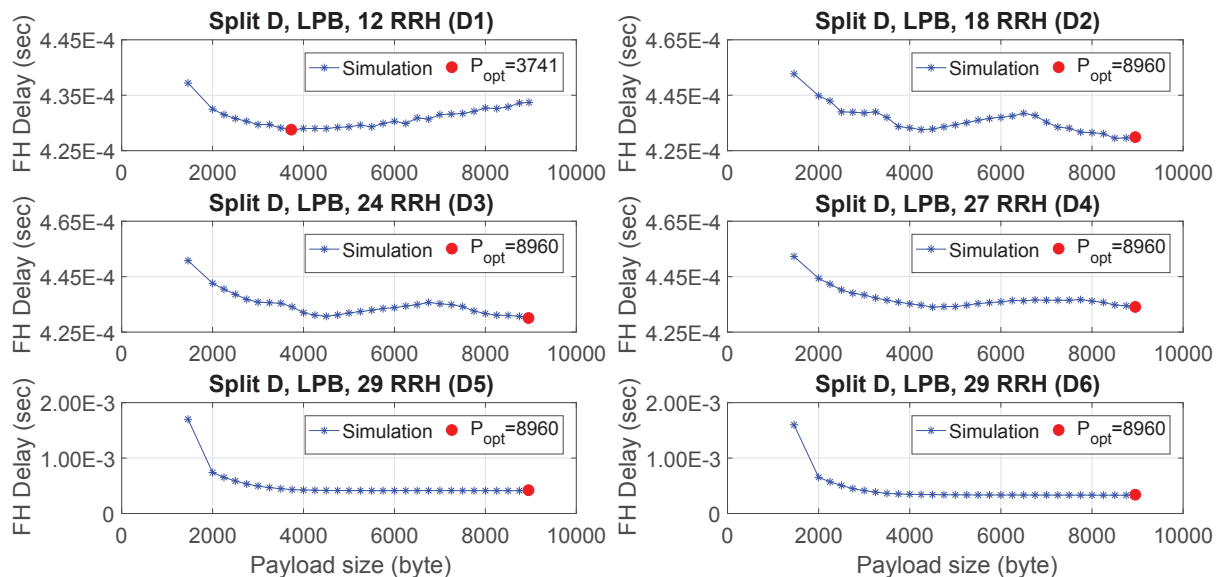 Split D, LPB, 12 RRH (D1)
FH Delay (sec)
4.45E-4
4.35E-4
4.25E-4
Simulation
P_opt=3741
0 2000 4000 6000 8000 10000
Split D, LPB, 18 RRH (D2)
FH Delay (sec)
4.65E-4
4.45E-4
4.25E-4
Simulation
P_opt=8960
0 2000 4000 6000 8000 10000
Split D, LPB, 24 RRH (D3)
FH Delay (sec)
4.65E-4
4.45E-4
4.25E-4
Simulation
P_opt=8960
0 2000 4000 6000 8000 10000
Split D, LPB, 27 RRH (D4)
FH Delay (sec)
4.65E-4
4.45E-4
4.25E-4
Simulation
P_opt=8960
0 2000 4000 6000 8000 10000
Split D, LPB, 29 RRH (D5)
FH Delay (sec)
2.00E-3
1.00E-3
0
Simulation
P_opt=8960
0 2000 4000 6000 8000 10000
Payload size (byte)
Split D, LPB, 29 RRH (D6)
FH Delay (sec)
2.00E-3
1.00E-3
0
Simulation
P_opt=8960
0 2000 4000 6000 8000 10000
Payload size (byte)